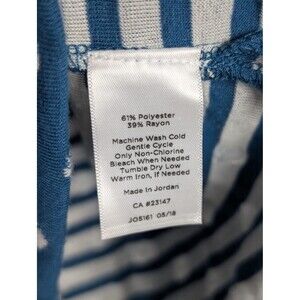 61% Polyester
39% Rayon
Machine Wash Cold
Gentle Cycle
Only Non-Chlorine
Bleach When Needed
Tumble Dry Low
Warm Iron, if Needed
Made in Jordan
CA #23147
JO5161 05/18